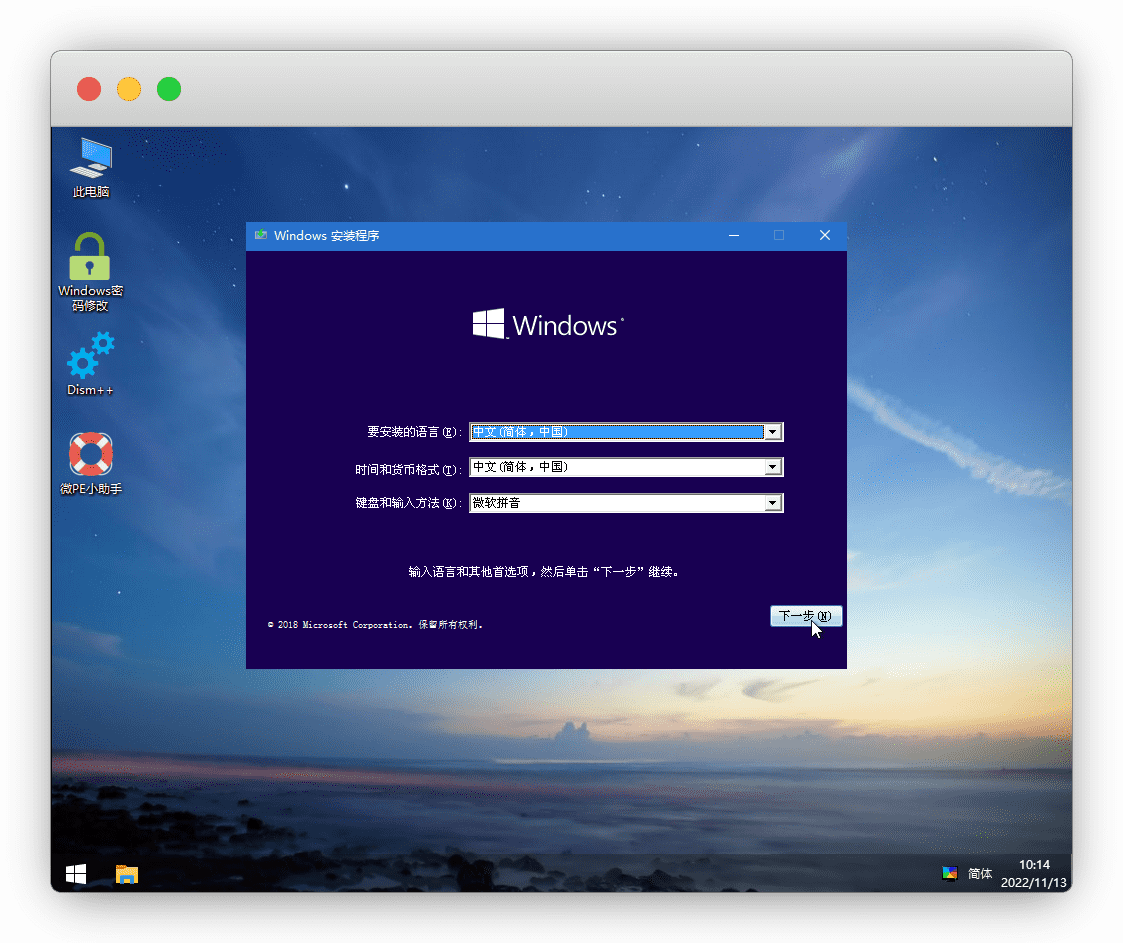 此电脑
Windows密
码修改
Dism++
微PE小助手
Windows 安装程序
Windows
要安装的语言(E):
中文(简体，中国)
时间和货币格式(T):
中文(简体，中国)
键盘和输入方法(K):
微软拼音
输入语言和其他首选项，然后单击“下一步”继续。
© 2018 Microsoft Corporation。保留所有权利。
下一步(N)
简体
10:14
2022/11/13